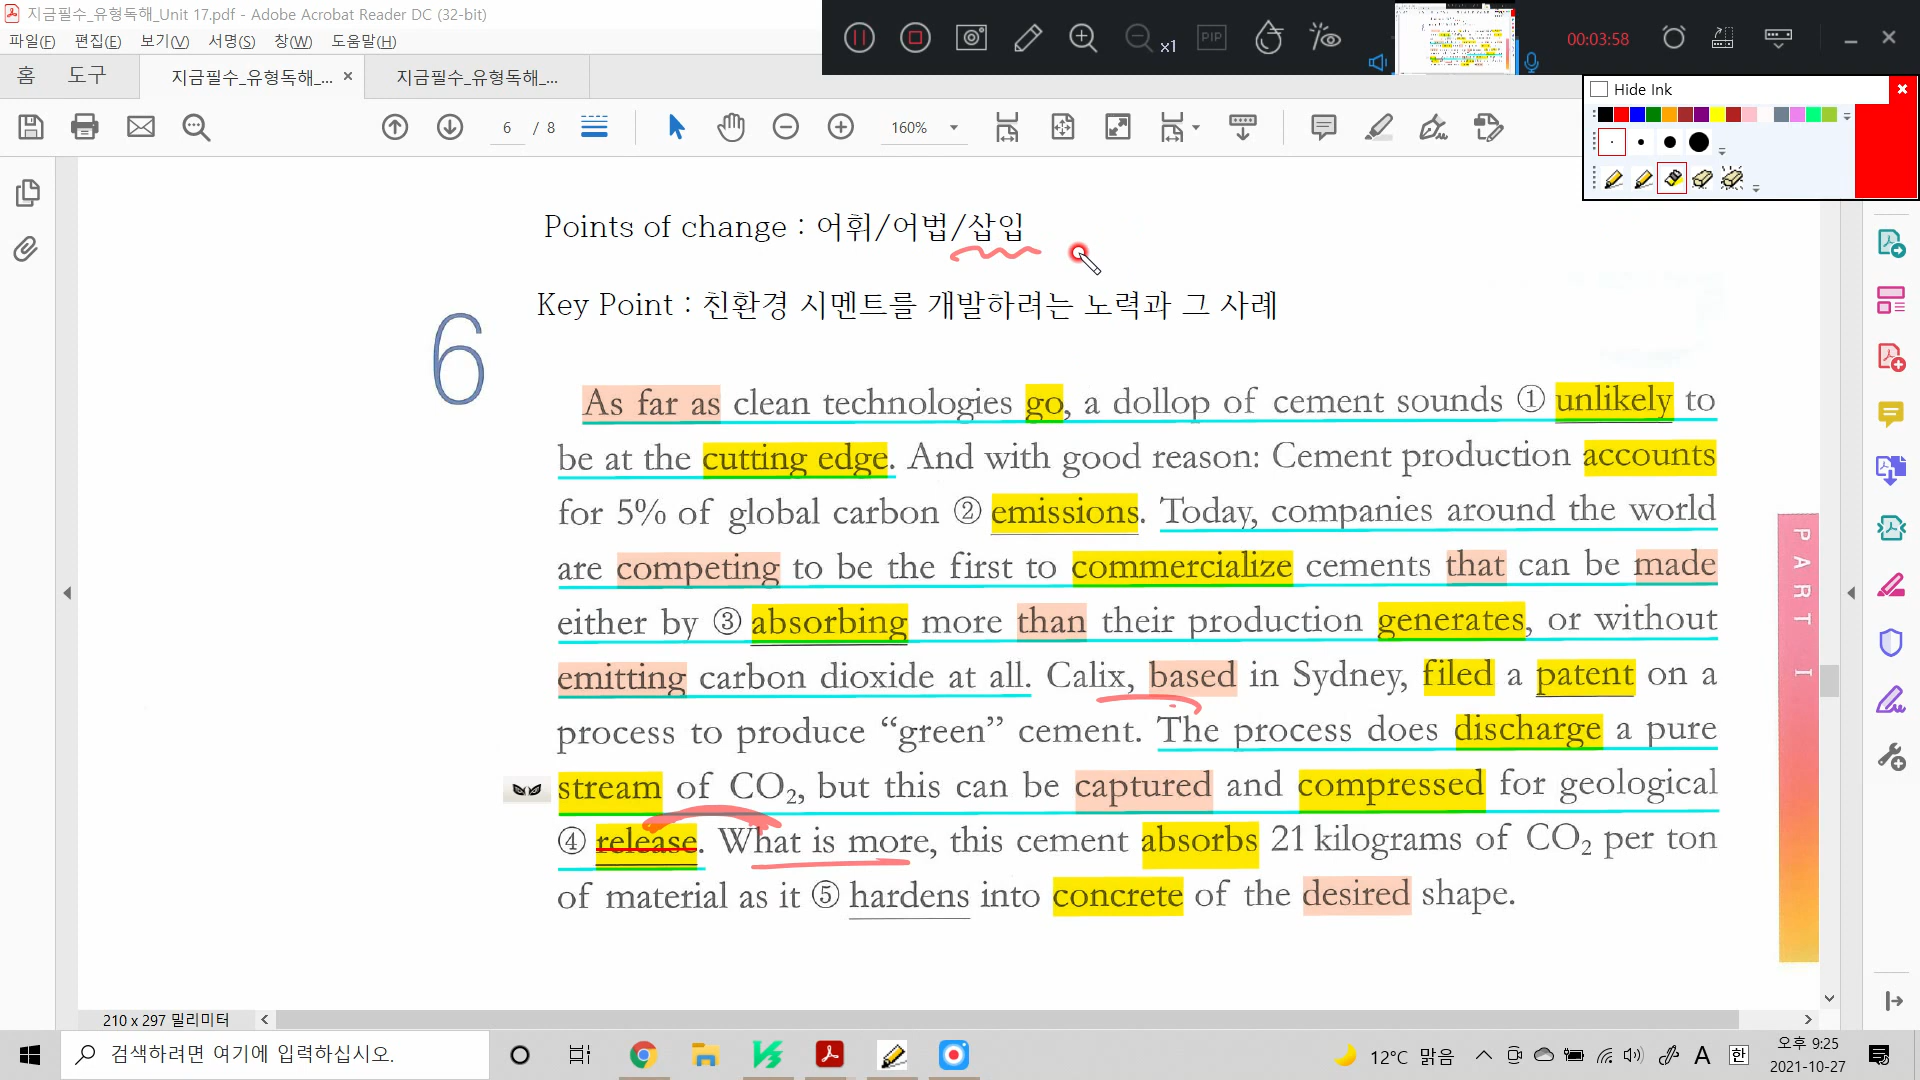 지금필수_유형독해_Unit 17.pdf - Adobe Acrobat Reader DC (32-bit)
파일(F) 편집(E) 보기(V) 서명(S) 창(W) 도움말(H)
x1 PIP 00:03:58
홈 도구 지금필수_유형독해_... × 지금필수_유형독해_...
Hide Ink
6 / 8 160%
Points of change : 어휘/어법/삽입
Key Point : 친환경 시멘트를 개발하려는 노력과 그 사례
6
As far as clean technologies go, a dollop of cement sounds ① unlikely to
be at the cutting edge. And with good reason: Cement production accounts
for 5% of global carbon ② emissions. Today, companies around the world
are competing to be the first to commercialize cements that can be made
either by ③ absorbing more than their production generates, or without
emitting carbon dioxide at all. Calix, based in Sydney, filed a patent on a
process to produce “green” cement. The process does discharge a pure
stream of CO₂, but this can be captured and compressed for geological
④ release. What is more, this cement absorbs 21 kilograms of CO₂ per ton
of material as it ⑤ hardens into concrete of the desired shape.
PART I
210 x 297 밀리미터
검색하려면 여기에 입력하십시오.
12°C 맑음 A 한 오후 9:25
2021-10-27